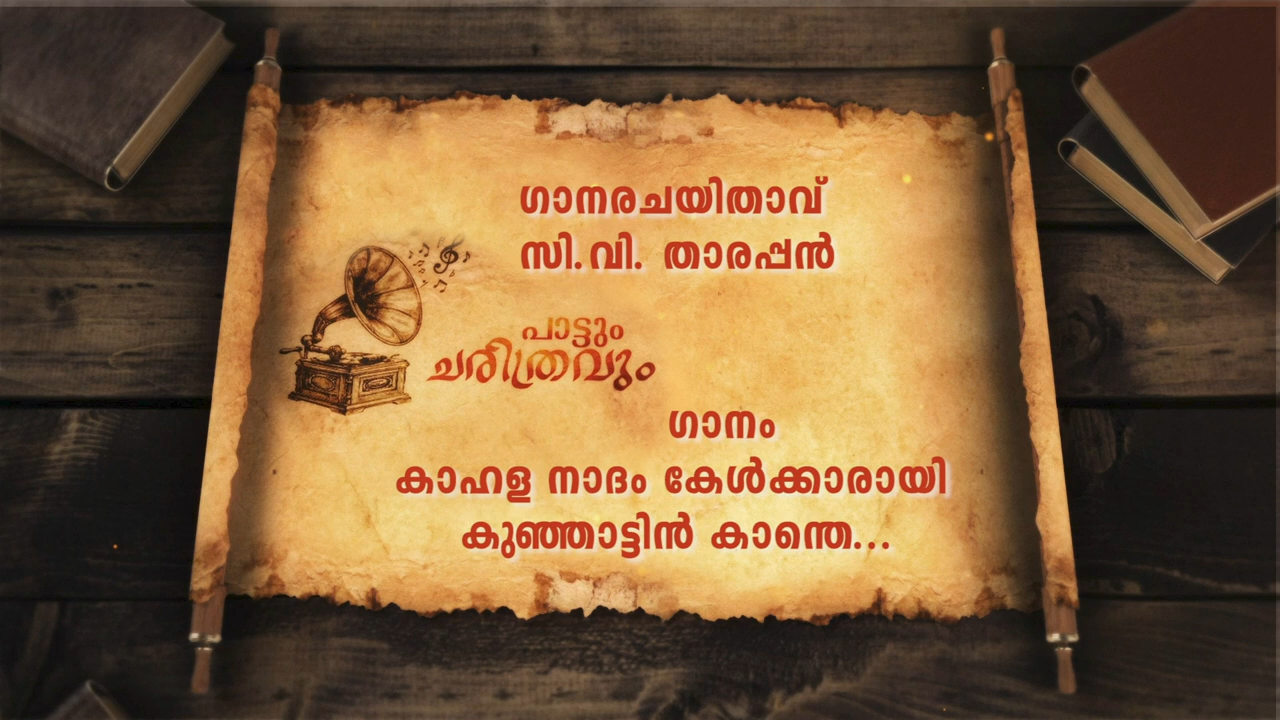 ഗാനരചയിതാവ്
സി.വി. താരപ്പൻ
പാട്ടും
ചരിത്രവും
ഗാനം
കാഹള നാദം കേൾക്കാരായി
കുഞ്ഞാട്ടിൻ കാന്തെ...